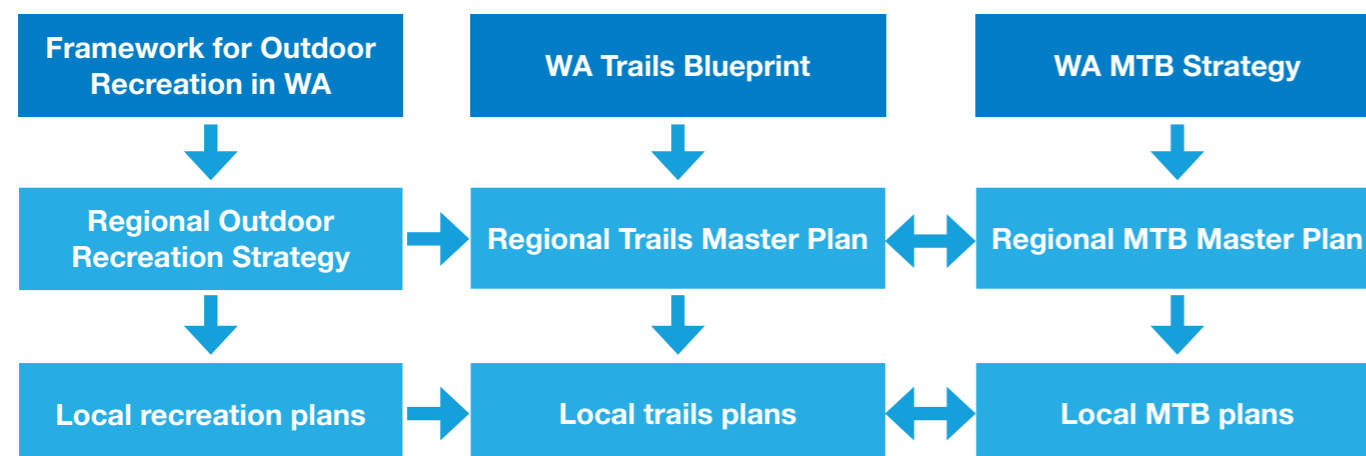 Framework for Outdoor
Recreation in WA
WA Trails Blueprint
WA MTB Strategy
Regional Outdoor
Recreation Strategy
Regional Trails Master Plan
Regional MTB Master Plan
Local recreation plans
Local trails plans
Local MTB plans